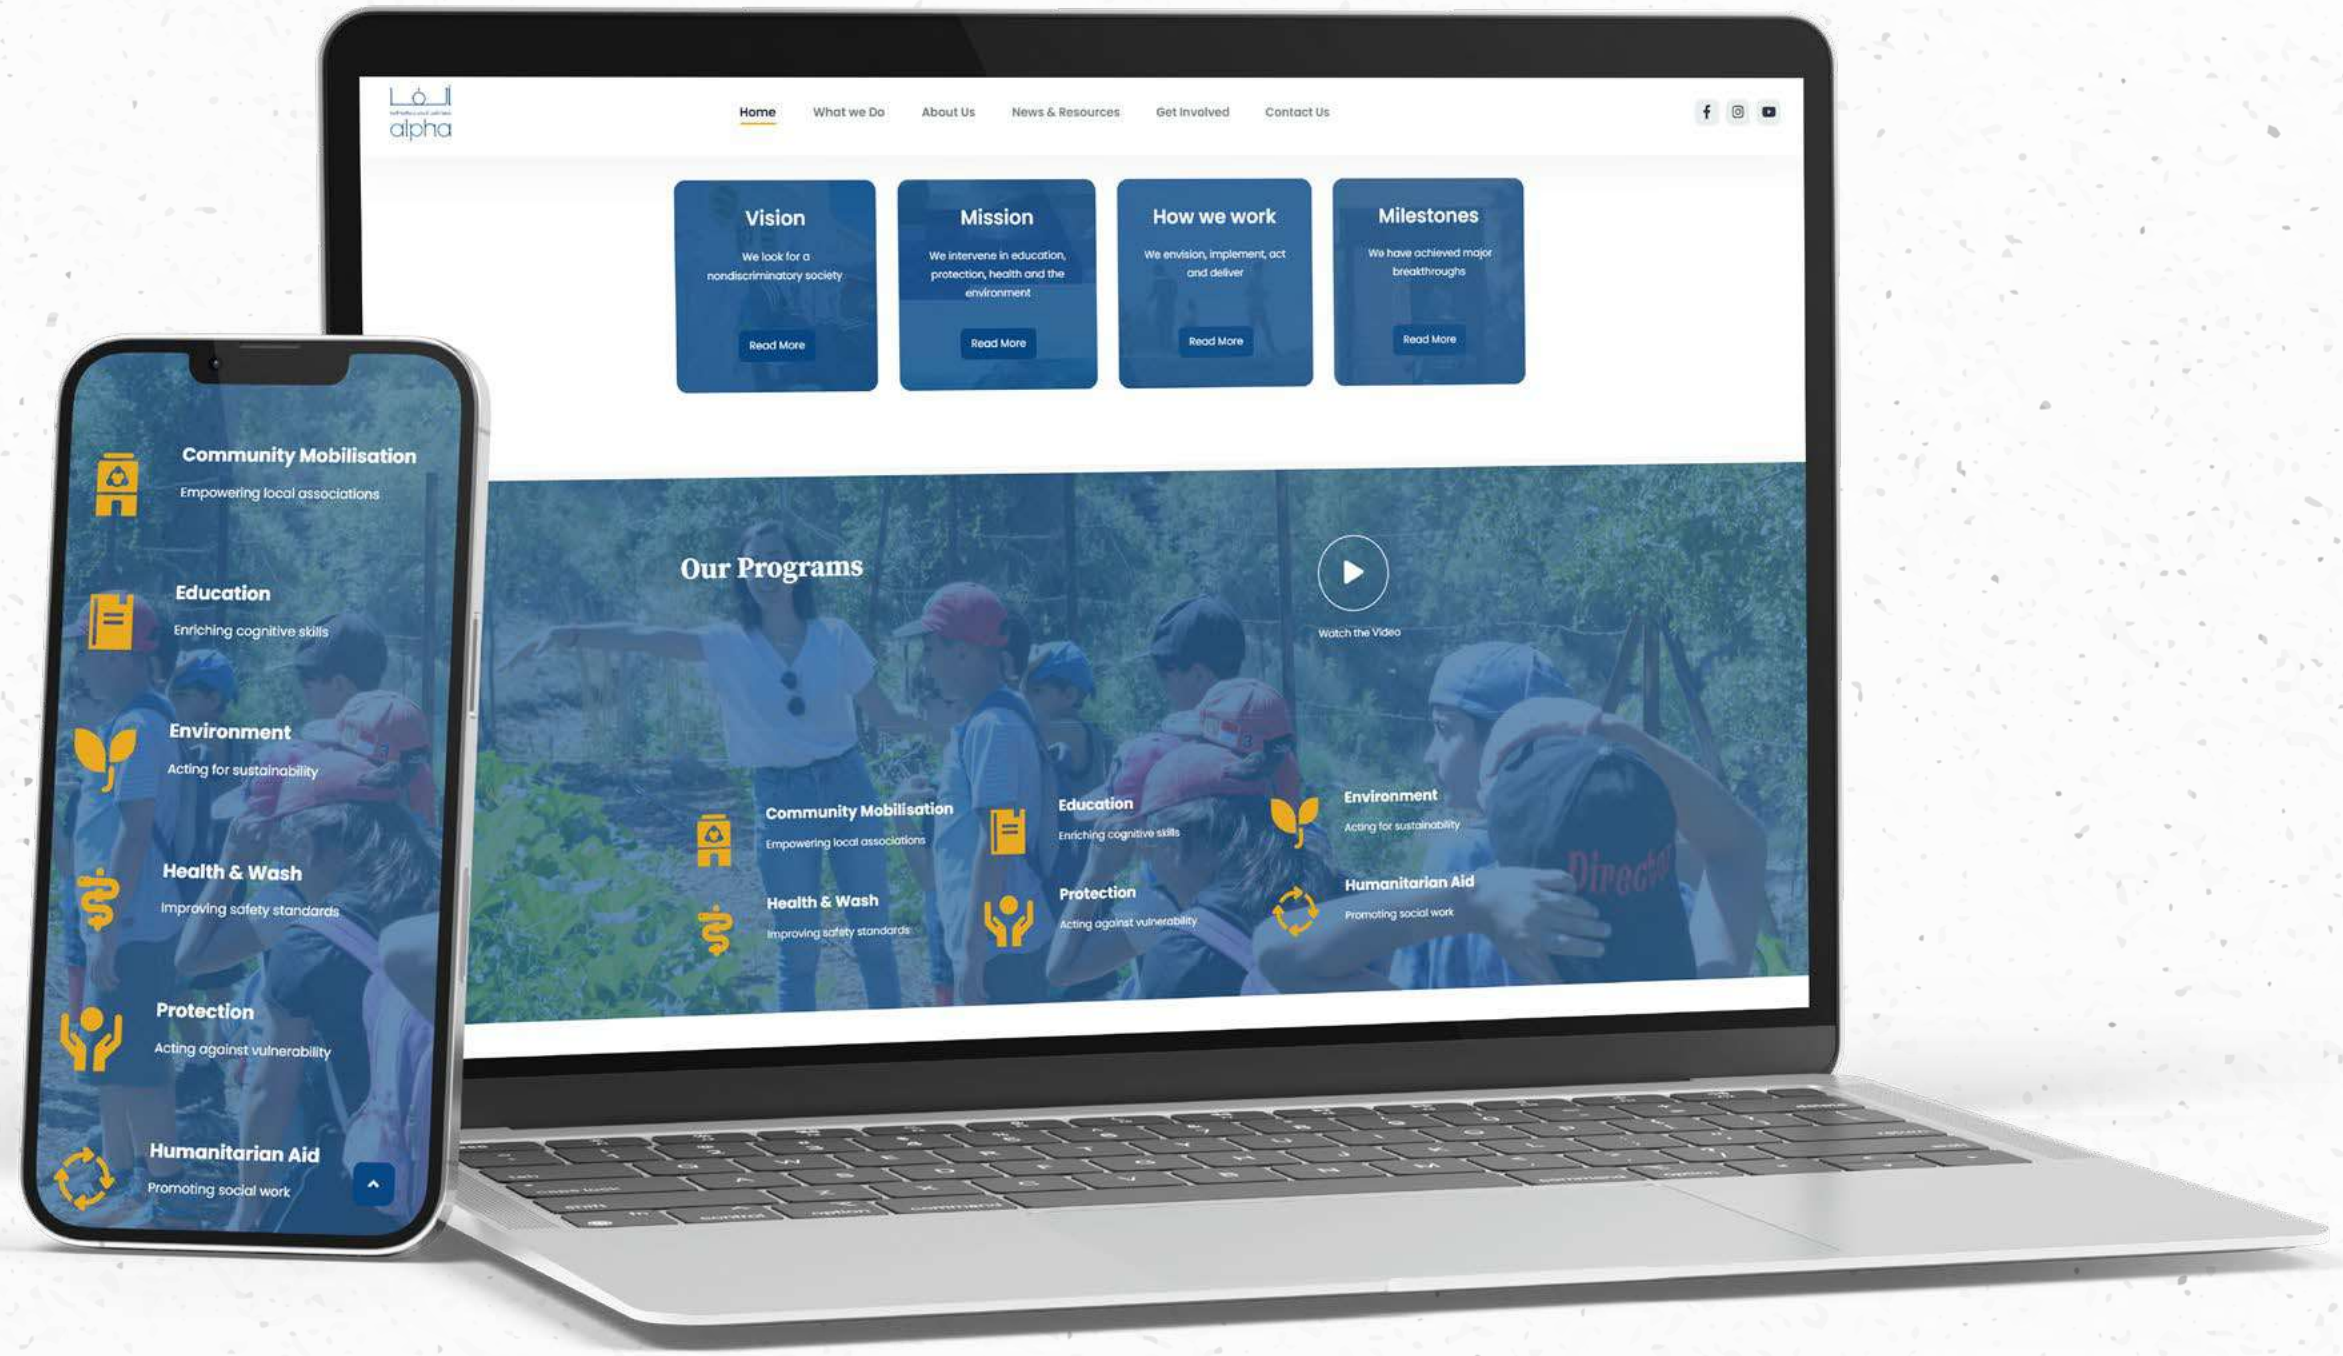 alpha
Home What we Do About Us News & Resources Get Involved Contact Us
Vision
We look for a
nondiscriminatory society
Read More
Mission
We intervene in education,
protection, health and the
environment
Read More
How we work
We envision, implement, act
and deliver
Read More
Milestones
We have achieved major
breakthroughs
Read More
Our Programs
Watch the Video
Community Mobilisation
Empowering local associations
Education
Enriching cognitive skills
Environment
Acting for sustainability
Health & Wash
Improving safety standards
Protection
Acting against vulnerability
Humanitarian Aid
Promoting social work
Director
Community Mobilisation
Empowering local associations
Education
Enriching cognitive skills
Environment
Acting for sustainability
Health & Wash
Improving safety standards
Protection
Acting against vulnerability
Humanitarian Aid
Promoting social work